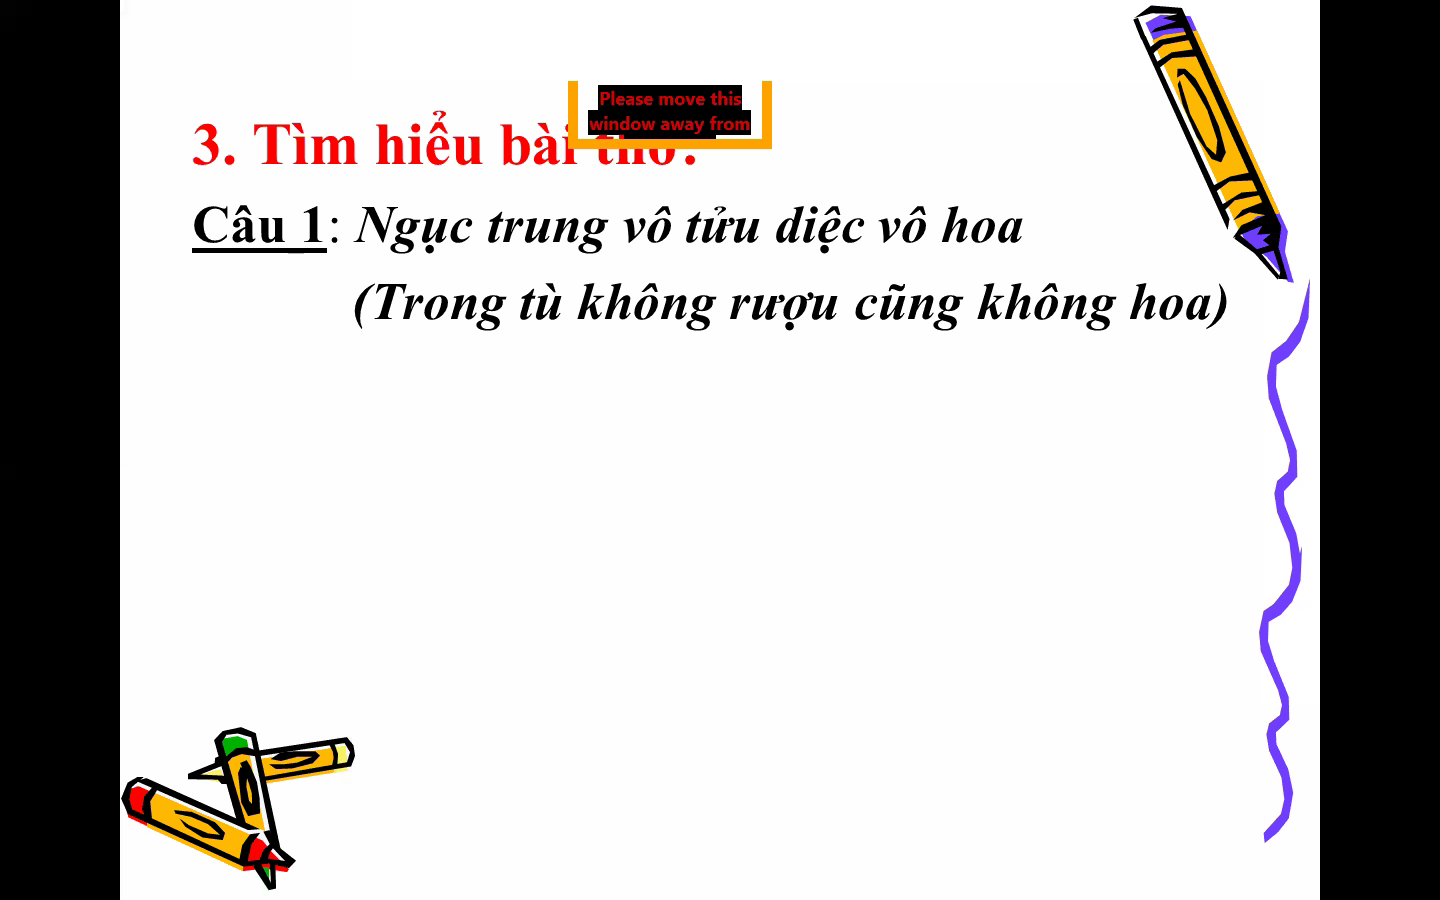 Please move this
window away from
3. Tìm hiểu bài
Câu 1: Ngục trung vô tửu diệc vô hoa
(Trong tù không rượu cũng không hoa)